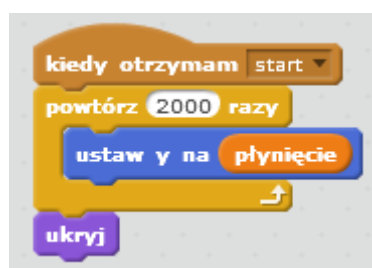 kiedy otrzymam start
powtórz 2000 razy
ustaw y na płynięcie
ukryj